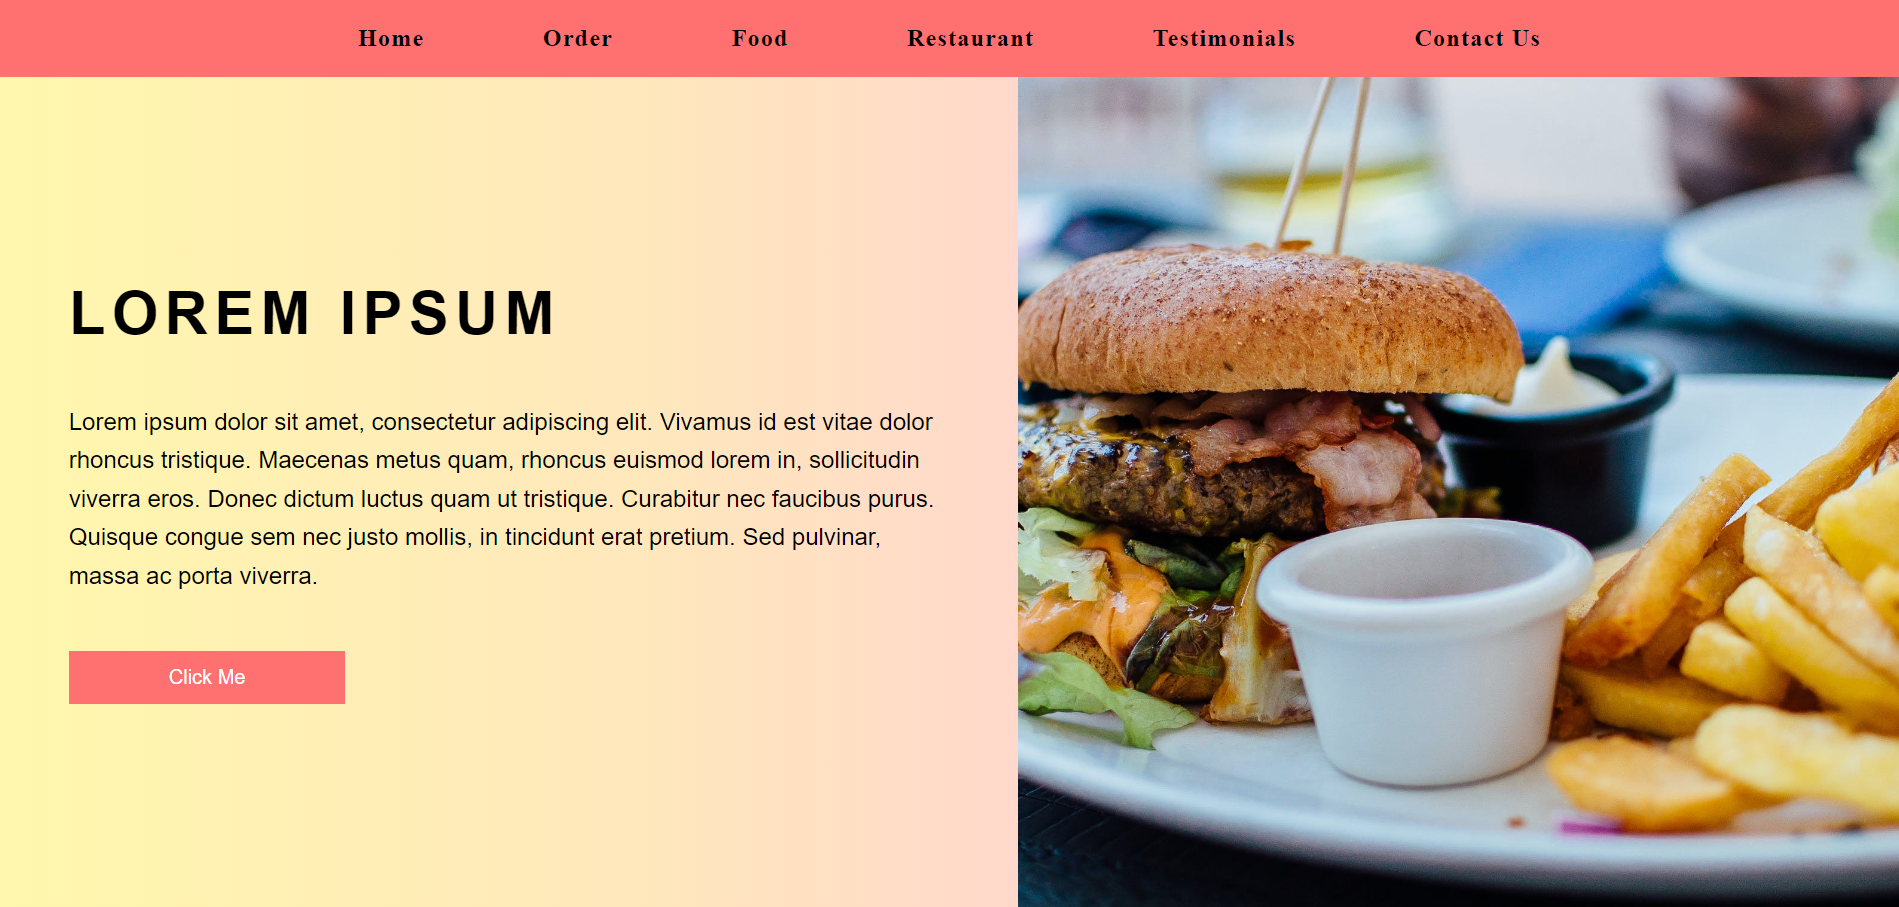 Home Order Food Restaurant Testimonials Contact Us
LOREM IPSUM
Lorem ipsum dolor sit amet, consectetur adipiscing elit. Vivamus id est vitae dolor
rhoncus tristique. Maecenas metus quam, rhoncus euismod lorem in, sollicitudin
viverra eros. Donec dictum luctus quam ut tristique. Curabitur nec faucibus purus.
Quisque congue sem nec justo mollis, in tincidunt erat pretium. Sed pulvinar,
massa ac porta viverra.
Click Me